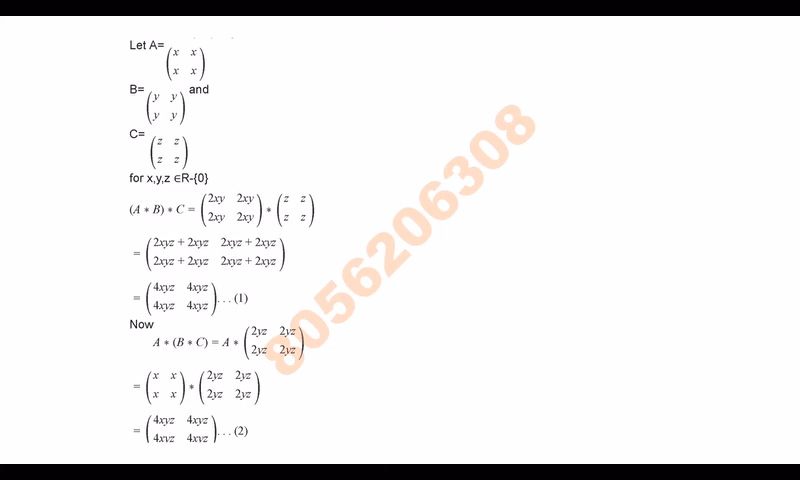 Let A= ( x x
x x )
B= ( y y
y y ) and
C= ( z z
z z )
for x,y,z ∈R-{0}
(A ∗ B) ∗ C = ( 2xy 2xy
2xy 2xy ) ∗ ( z z
z z )
= ( 2xyz + 2xyz 2xyz + 2xyz
2xyz + 2xyz 2xyz + 2xyz )
= ( 4xyz 4xyz
4xyz 4xyz ) . . . (1)
Now
A ∗ (B ∗ C) = A ∗ ( 2yz 2yz
2yz 2yz )
= ( x x
x x ) ∗ ( 2yz 2yz
2yz 2yz )
= ( 4xyz 4xyz
4xyz 4xyz ) . . . (2)
8056206308